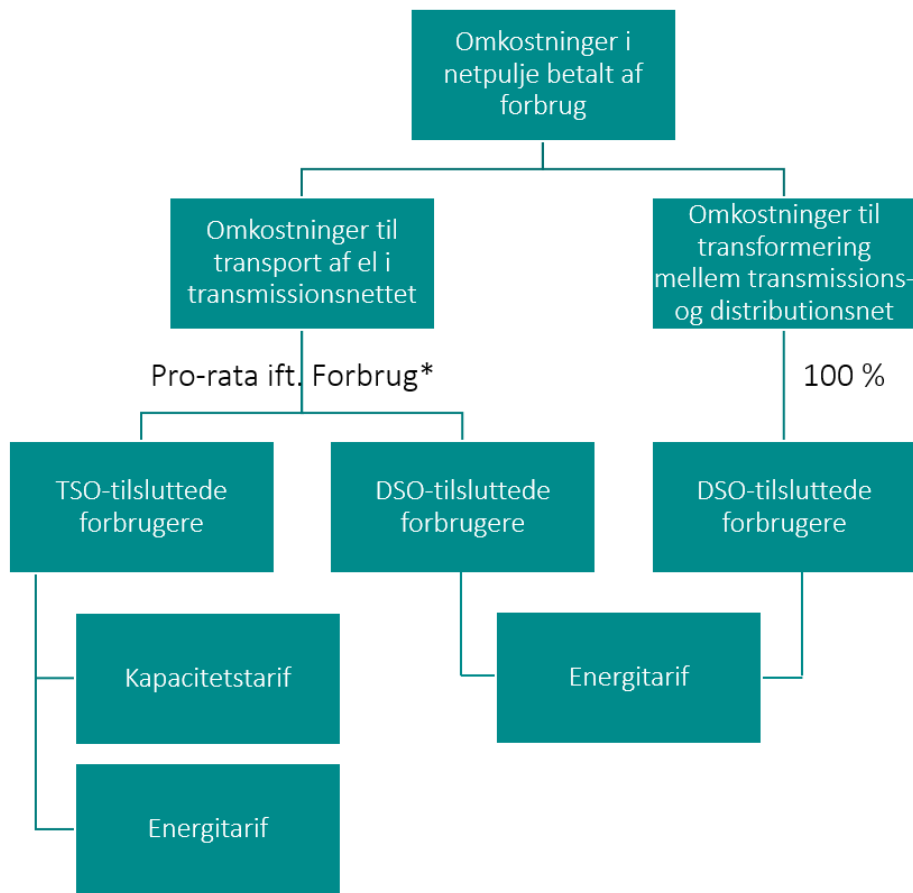 Omkostninger i
netpulje betalt af
forbrug
Omkostninger til
transport af el i
transmissionsnettet
Omkostninger til
transformering
mellem transmissions-
og distributionsnet
Pro-rata ift. Forbrug*
100 %
TSO-tilsluttede
forbrugere
DSO-tilsluttede
forbrugere
DSO-tilsluttede
forbrugere
Kapacitetstarif
Energitarif
Energitarif